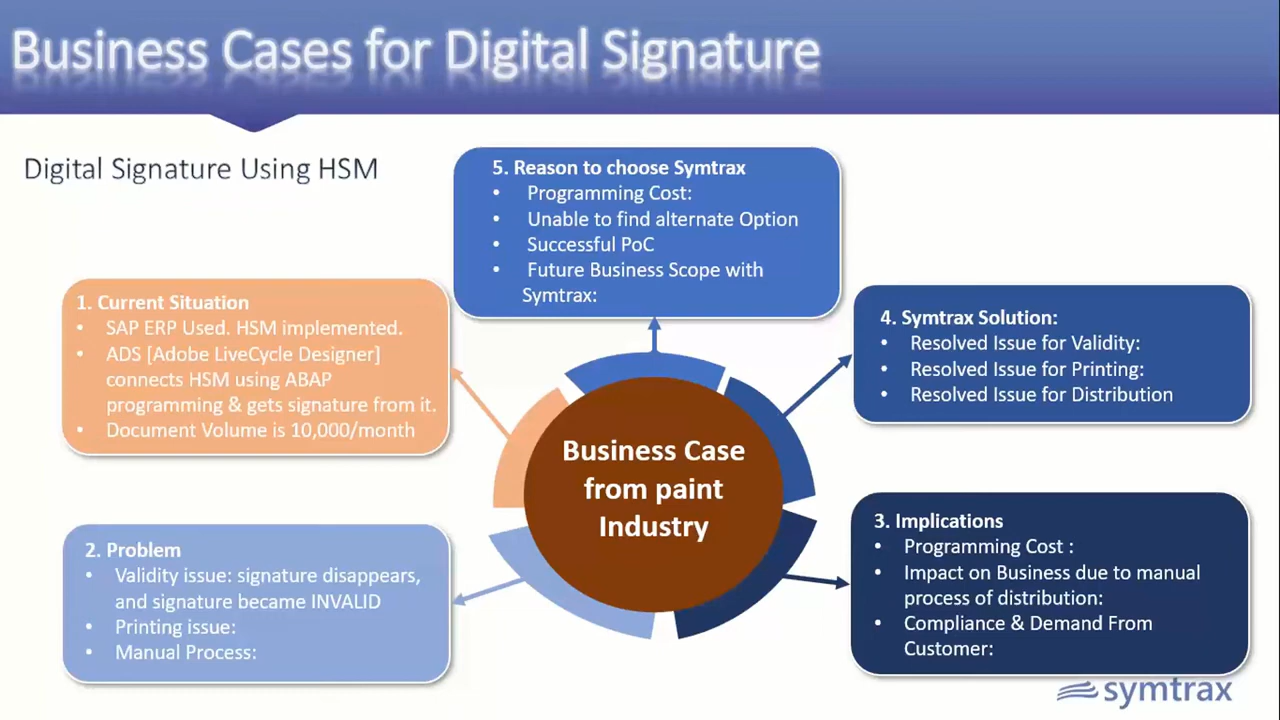 Business Cases for Digital Signature
Digital Signature Using HSM
5. Reason to choose Symtrax
• Programming Cost:
• Unable to find alternate Option
• Successful PoC
• Future Business Scope with
Symtrax:
1. Current Situation
• SAP ERP Used. HSM implemented.
• ADS [Adobe LiveCycle Designer]
connects HSM using ABAP
programming & gets signature from it.
• Document Volume is 10,000/month
4. Symtrax Solution:
• Resolved Issue for Validity:
• Resolved Issue for Printing:
• Resolved Issue for Distribution
Business Case
from paint
Industry
2. Problem
• Validity issue: signature disappears,
and signature became INVALID
• Printing issue:
• Manual Process:
3. Implications
• Programming Cost :
• Impact on Business due to manual
process of distribution:
• Compliance & Demand From
Customer:
symtrax